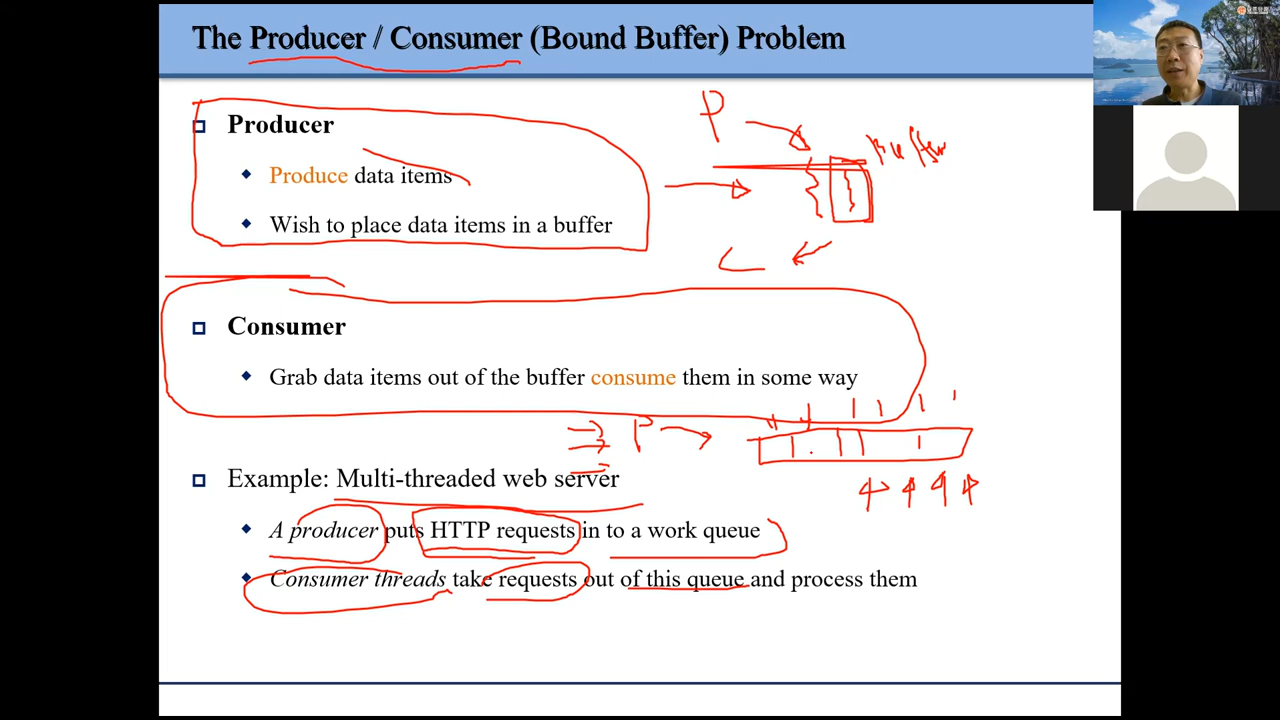 The Producer / Consumer (Bound Buffer) Problem
Producer
Produce data items
Wish to place data items in a buffer
P
Buffer
Consumer
Grab data items out of the buffer consume them in some way
P
Example: Multi-threaded web server
A producer puts HTTP requests in to a work queue
Consumer threads take requests out of this queue and process them